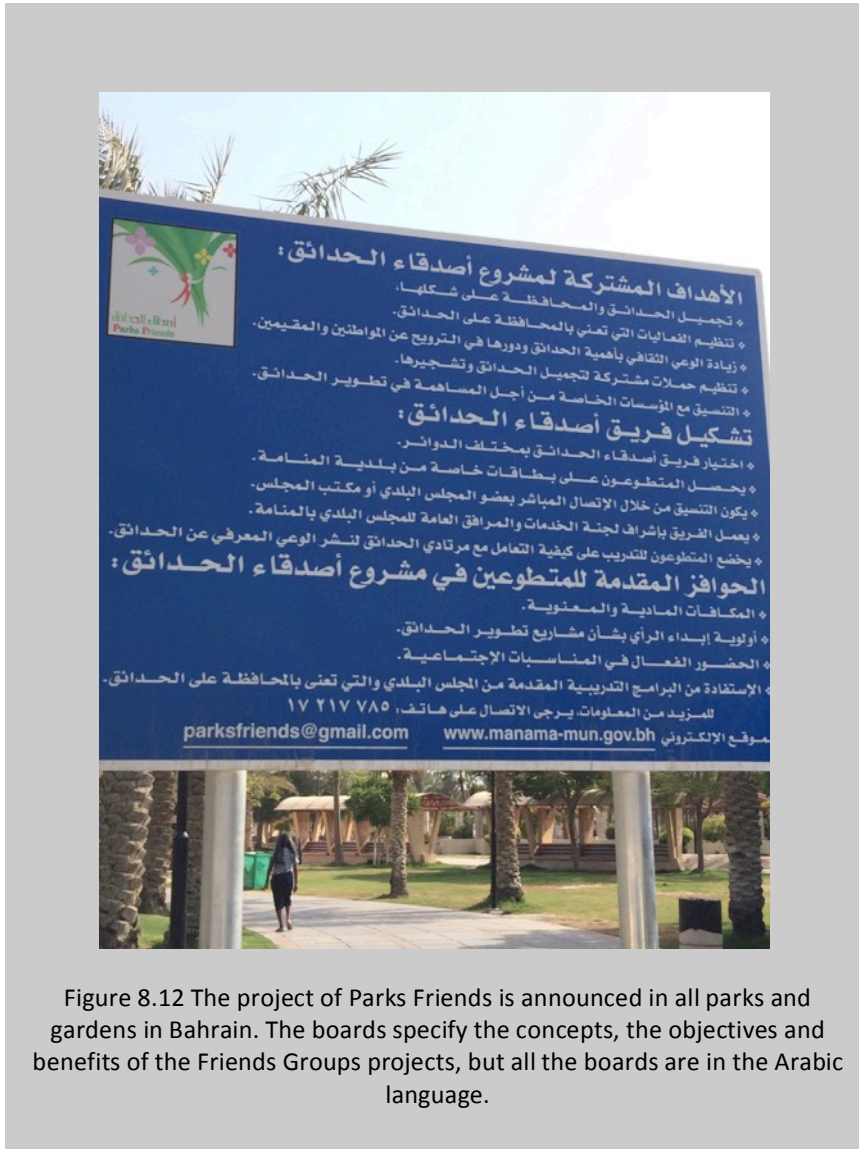 الأهداف المشتركة لمشروع أصدقاء الحدائق:
* تجميل الحدائق والمحافظة على شكلها.
* تنظيم الفعاليات التي تعني بالمحافظة على الحدائق.
* زيادة الوعي الثقافي بأهمية الحدائق ودورها في الترويح عن المواطنين والمقيمين.
* تنظيم حملات مشتركة لتجميل الحدائق وتشجيرها.
* التنسيق مع المؤسسات الخاصة من أجل المساهمة في تطوير الحدائق.
أصدقاء الحدائق
Parks Friends
تشكيل فريق أصدقاء الحدائق:
* اختيار فريق أصدقاء الحدائق بمختلف الدوائر.
* يحصل المتطوعون على بطاقات خاصة من بلدية المنامة.
* يكون التنسيق من خلال الإتصال المباشر بعضو المجلس البلدي أو مكتب المجلس.
* يعمل الفريق بإشراف لجنة الخدمات والمرافق العامة للمجلس البلدي بالمنامة.
* يخضع المتطوعون للتدريب على كيفية التعامل مع مرتادي الحدائق لنشر الوعي المعرفي عن الحدائق.
الحوافز المقدمة للمتطوعين في مشروع أصدقاء الحدائق:
* المكافآت المادية والمعنوية.
* أولوية إبداء الرأي بشأن مشاريع تطوير الحدائق.
* الحضور الفعال في المناسبات الإجتماعية.
* الإستفادة من البرامج التدريبية المقدمة من المجلس البلدي والتي تعنى بالمحافظة على الحدائق.
للمزيد من المعلومات، يرجى الاتصال على هاتف: ١٧ ٢١٧ ٧٨٥
موقع الإلكتروني www.manama-mun.gov.bh parksfriends@gmail.com
Figure 8.12 The project of Parks Friends is announced in all parks and
gardens in Bahrain. The boards specify the concepts, the objectives and
benefits of the Friends Groups projects, but all the boards are in the Arabic
language.